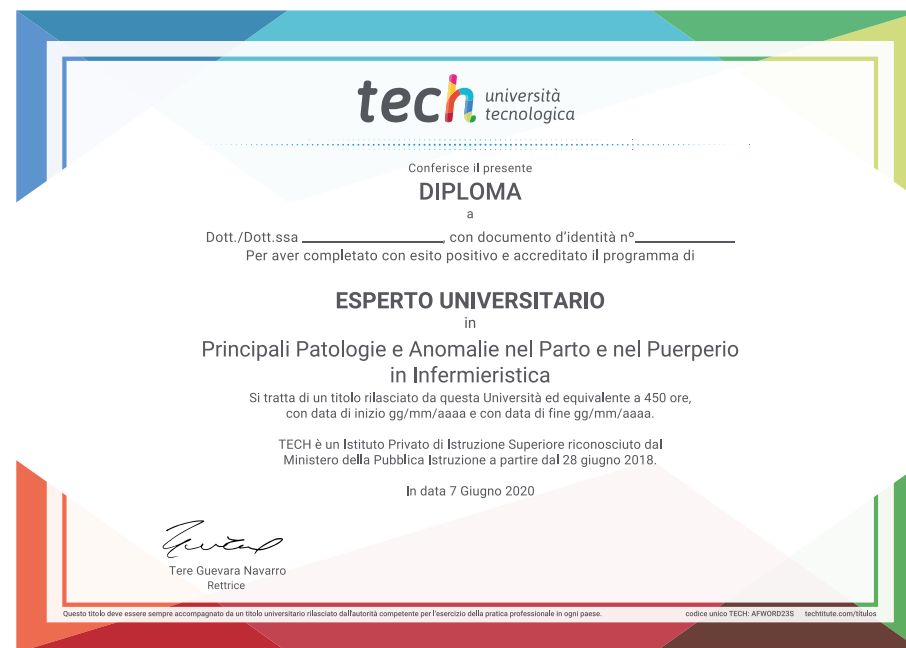 tech università
tecnologica
Conferisce il presente
DIPLOMA
a
Dott./Dott.ssa ________________, con documento d'identità nº____________
Per aver completato con esito positivo e accreditato il programma di
ESPERTO UNIVERSITARIO
in
Principali Patologie e Anomalie nel Parto e nel Puerperio
in Infermieristica
Si tratta di un titolo rilasciato da questa Università ed equivalente a 450 ore,
con data di inizio gg/mm/aaaa e con data di fine gg/mm/aaaa.
TECH è un Istituto Privato di Istruzione Superiore riconosciuto dal
Ministero della Pubblica Istruzione a partire dal 28 giugno 2018.
In data 7 Giugno 2020
Tere Guevara Navarro
Rettrice
Questo titolo deve essere sempre accompagnato da un titolo universitario rilasciato dall'autorità competente per l'esercizio della pratica professionale in ogni paese. codice unico TECH: AFWORD23S techtitute.com/titulos